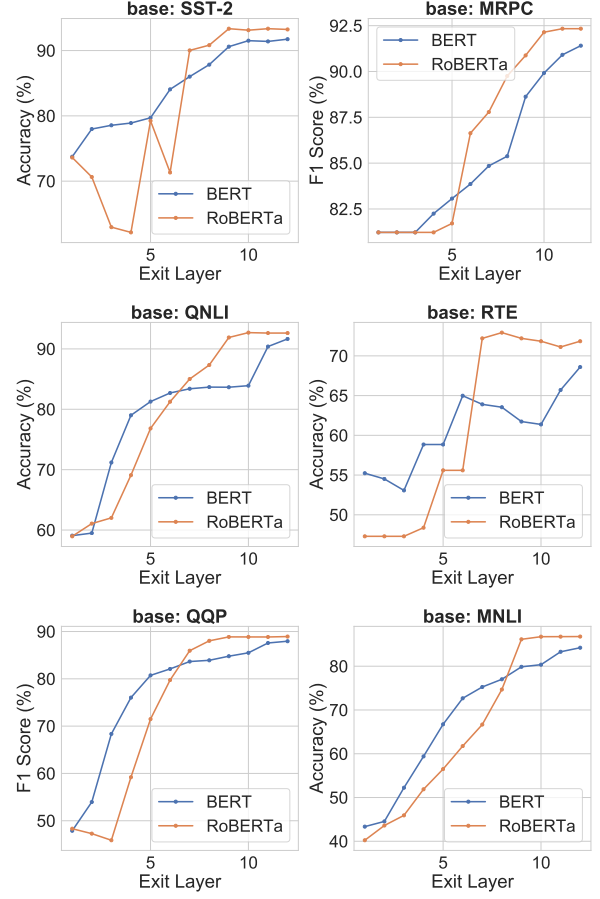 base: SST-2
Accuracy (%)
90
80
70
5
10
Exit Layer
BERT
RoBERTa
base: MRPC
F1 Score (%)
92.5
90.0
87.5
85.0
82.5
5
10
Exit Layer
BERT
RoBERTa
base: QNLI
Accuracy (%)
90
80
70
60
5
10
Exit Layer
BERT
RoBERTa
base: RTE
Accuracy (%)
70
65
60
55
50
5
10
Exit Layer
BERT
RoBERTa
base: QQP
F1 Score (%)
90
80
70
60
50
5
10
Exit Layer
BERT
RoBERTa
base: MNLI
Accuracy (%)
80
70
60
50
40
5
10
Exit Layer
BERT
RoBERTa